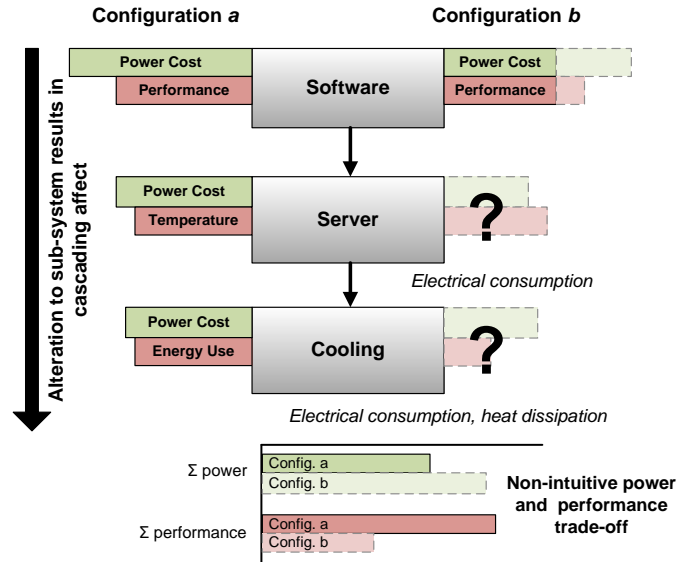 Configuration a
Configuration b
Power Cost
Performance
Software
Power Cost
Performance
Alteration to sub-system results in
cascading affect
Power Cost
Temperature
Server
?
Electrical consumption
Power Cost
Energy Use
Cooling
?
Electrical consumption, heat dissipation
Σ power
Config. a
Config. b
Σ performance
Config. a
Config. b
Non-intuitive power
and performance
trade-off